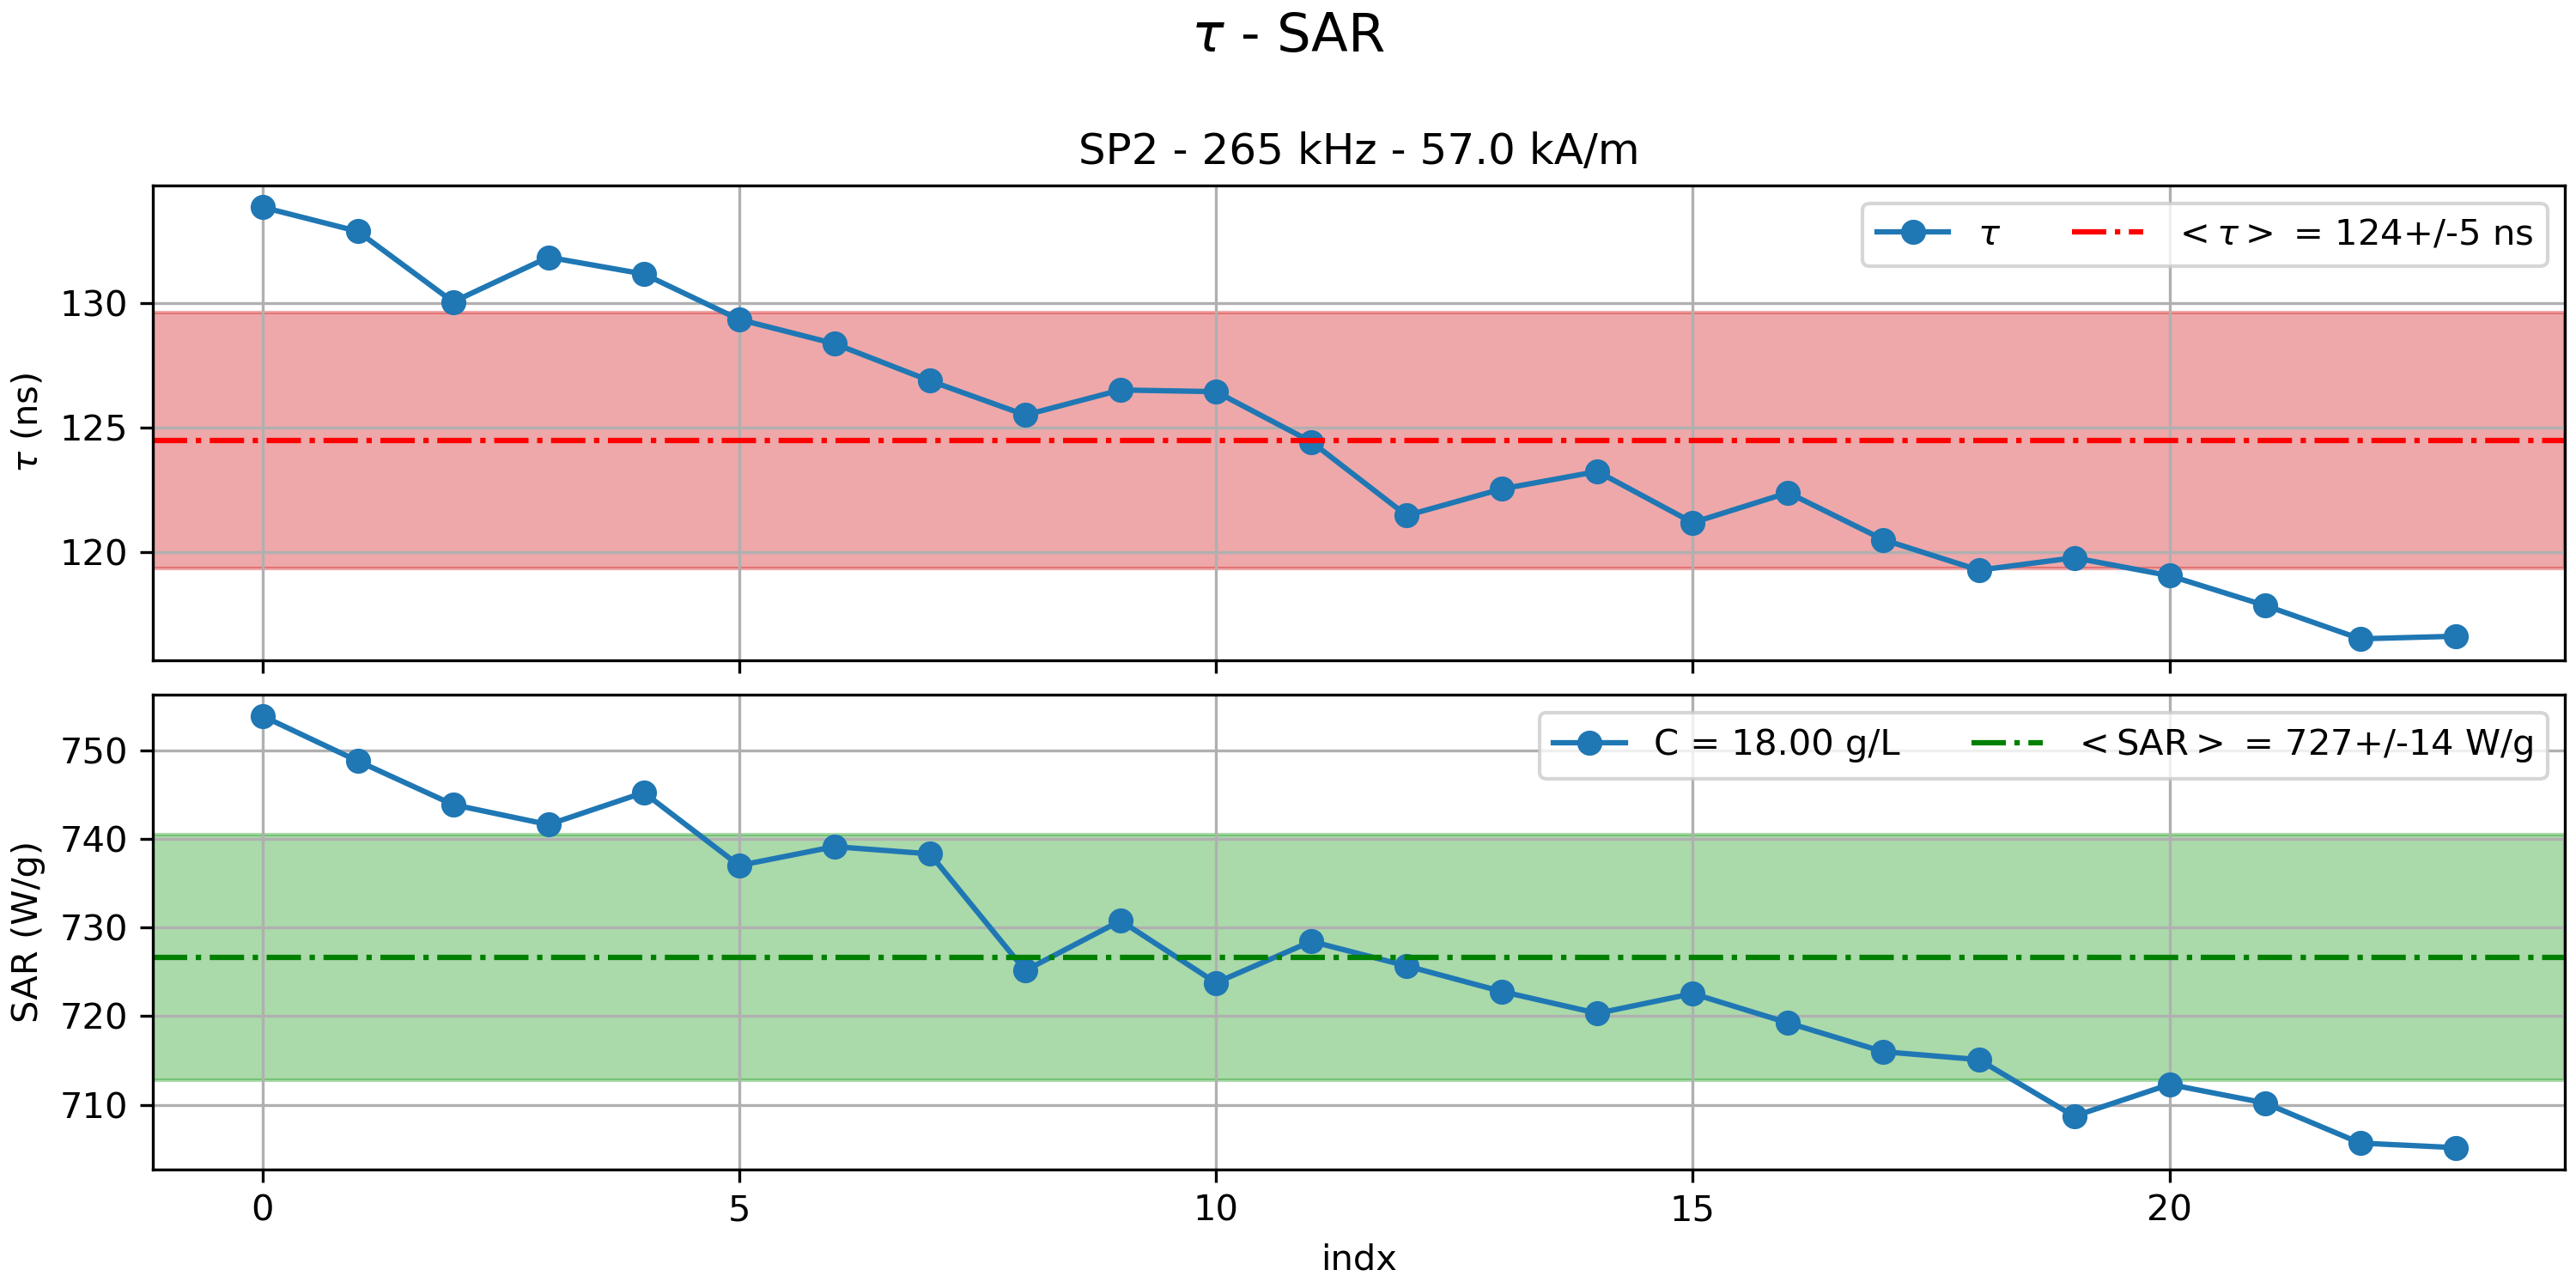 τ - SAR
SP2 - 265 kHz - 57.0 kA/m
τ < τ > = 124+/-5 ns
130
125
120
τ (ns)
C = 18.00 g/L < SAR > = 727+/-14 W/g
750
740
730
720
710
SAR (W/g)
0 5 10 15 20
indx